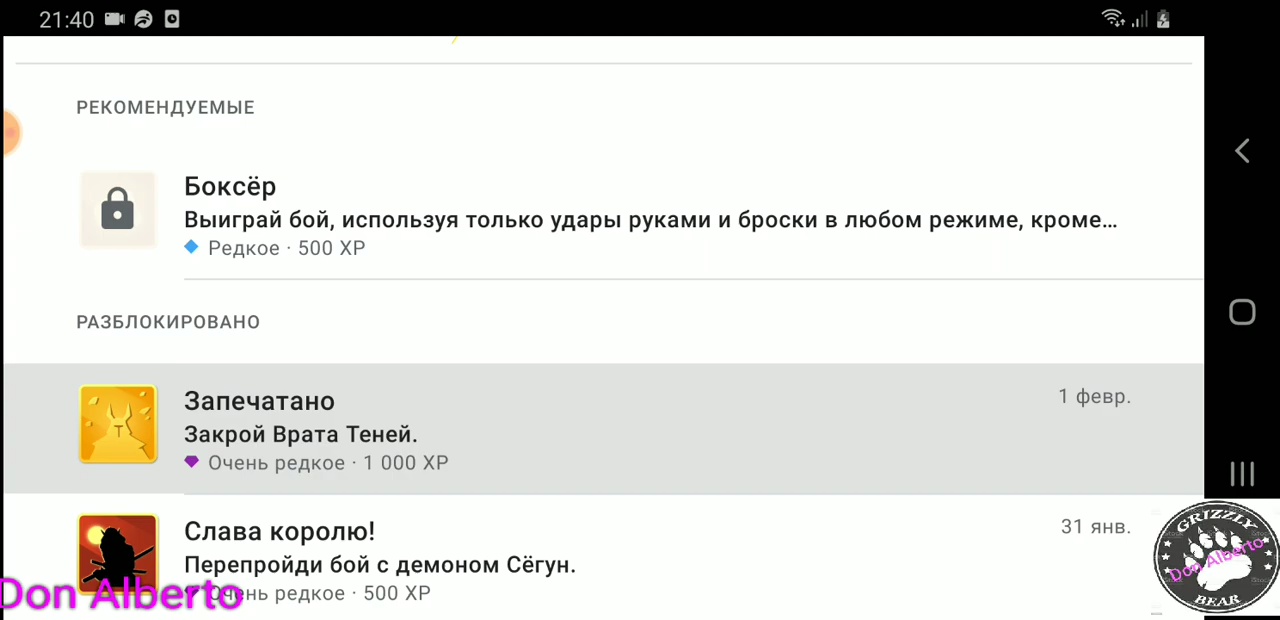 21:40
РЕКОМЕНДУЕМЫЕ
Боксёр
Выиграй бой, используя только удары руками и броски в любом режиме, кроме…
Редкое · 500 XP
РАЗБЛОКИРОВАНО
Запечатано
1 февр.
Закрой Врата Теней.
Очень редкое · 1 000 XP
Слава королю!
31 янв.
Перепройди бой с демоном Сёгун.
Очень редкое · 500 XP
Don Alberto
GRIZZLY
Don Alberto
BEAR